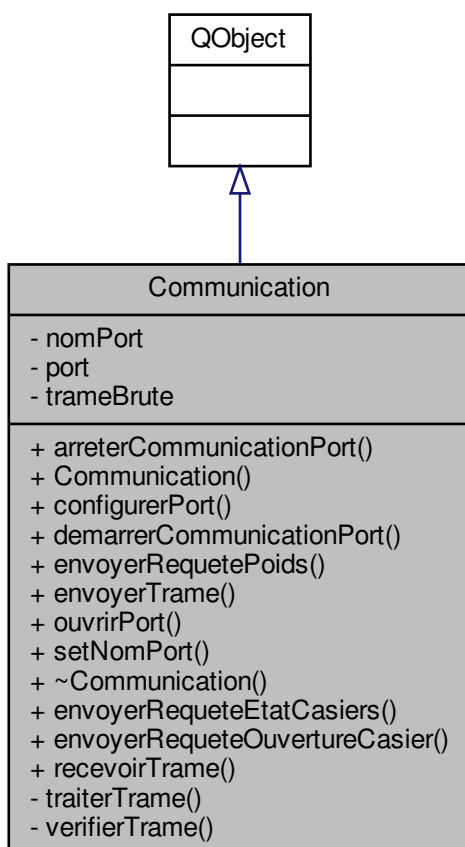 QObject
Communication
- nomPort
- port
- trameBrute
+ arreterCommunicationPort()
+ Communication()
+ configurerPort()
+ demarrerCommunicationPort()
+ envoyerRequetePoids()
+ envoyerTrame()
+ ouvrirPort()
+ setNomPort()
+ ~Communication()
+ envoyerRequeteEtatCasiers()
+ envoyerRequeteOuvertureCasier()
+ recevoirTrame()
- traiterTrame()
- verifierTrame()